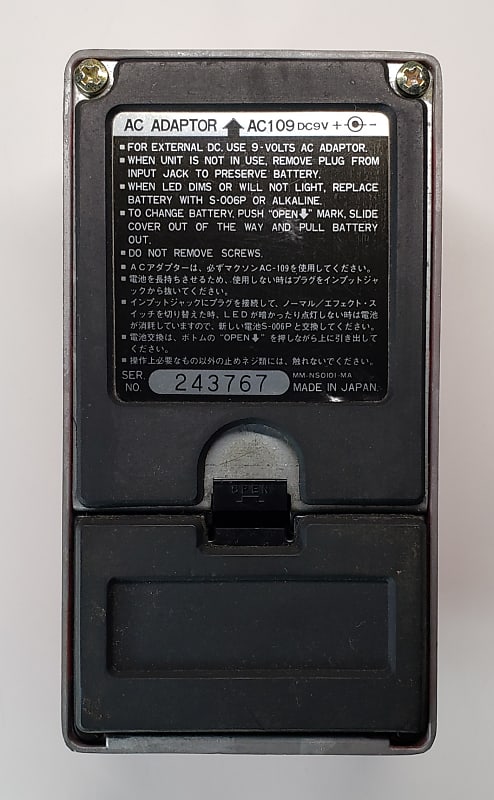 AC ADAPTOR ⬆ AC109 DC9V + -
▪ FOR EXTERNAL DC. USE 9-VOLTS AC ADAPTOR.
▪ WHEN UNIT IS NOT IN USE, REMOVE PLUG FROM
INPUT JACK TO PRESERVE BATTERY.
▪ WHEN LED DIMS OR WILL NOT LIGHT, REPLACE
BATTERY WITH S-006P OR ALKALINE.
▪ TO CHANGE BATTERY. PUSH "OPEN⬇" MARK, SLIDE
COVER OUT OF THE WAY AND PULL BATTERY
OUT.
▪ DO NOT REMOVE SCREWS.
▪ ACアダプターは、必ずマクソンAC-109を使用してください。
▪ 電池を長持ちさせるため、使用しない時はプラグをインプットジャ
ックから抜いてください。
▪ インプットジャックにプラグを接続して、ノーマル/エフェクト・ス
イッチを切り替えた時、LEDが暗かったり点灯しない時は電池
が消耗していますので、新しい電池S-006Pと交換してください。
▪ 電池交換は、ボトムの"OPEN⬇"を押しながら上に引き出して
ください。
▪ 操作上必要なもの以外の止めネジ類には、触れないでください。
SER. NO. 243767
MM-NS0101-MA
MADE IN JAPAN.
OPEN